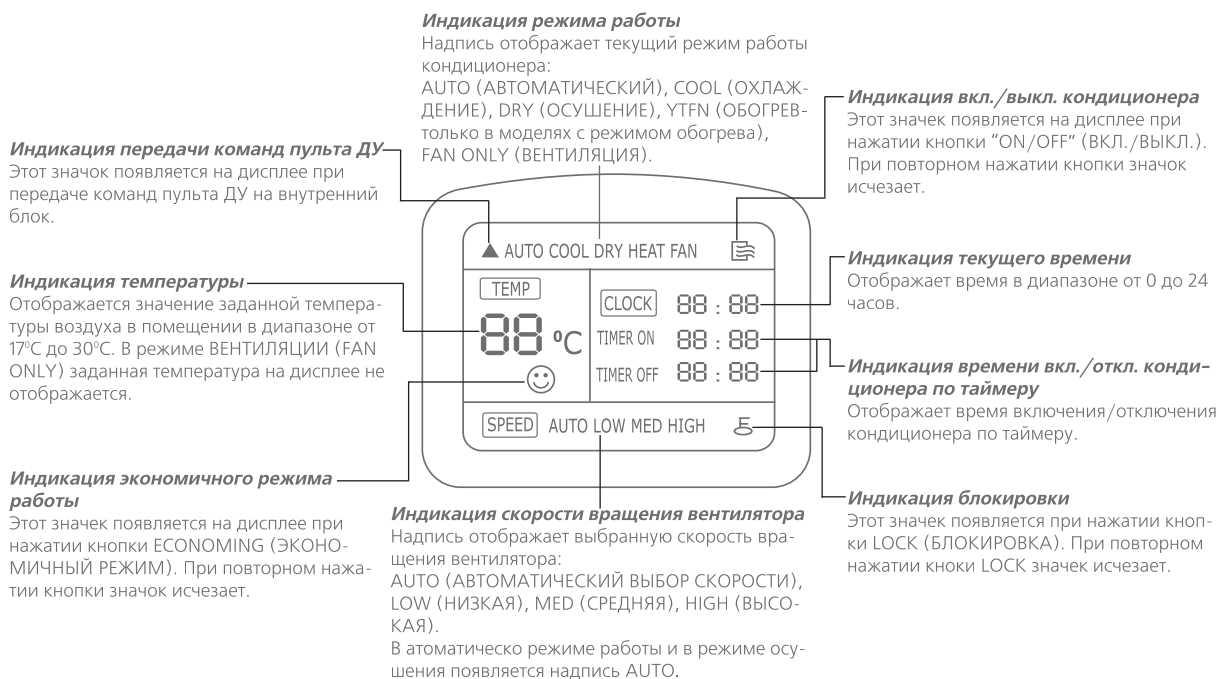 Индикация режима работы
Надпись отображает текущий режим работы
кондиционера:
AUTO (АВТОМАТИЧЕСКИЙ), COOL (ОХЛАЖ-
ДЕНИЕ), DRY (ОСУШЕНИЕ), YTFN (ОБОГРЕВ-
только в моделях с режимом обогрева),
FAN ONLY (ВЕНТИЛЯЦИЯ).
Индикация вкл./выкл. кондиционера
Этот значек появляется на дисплее при
нажатии кнопки "ON/OFF" (ВКЛ./ВЫКЛ.).
При повторном нажатии кнопки значок
исчезает.
Индикация передачи команд пульта ДУ
Этот значок появляется на дисплее при
передаче команд пульта ДУ на внутренний
блок.
Индикация температуры
Отображается значение заданной темпера-
туры воздуха в помещении в диапазоне от
17°C до 30°C. В режиме ВЕНТИЛЯЦИИ (FAN
ONLY) заданная температура на дисплее не
отображается.
Индикация экономичного режима
работы
Этот значек появляется на дисплее при
нажатии кнопки ECONOMING (ЭКОНО-
МИЧНЫЙ РЕЖИМ). При повторном нажа-
тии кнопки значок исчезает.
AUTO COOL DRY HEAT FAN
TEMP
88 °C
CLOCK 88 : 88
TIMER ON 88 : 88
TIMER OFF 88 : 88
SPEED AUTO LOW MED HIGH
Индикация текущего времени
Отображает время в диапазоне от 0 до 24
часов.
Индикация времени вкл./откл. конди-
ционера по таймеру
Отображает время включения/отключения
кондиционера по таймеру.
Индикация блокировки
Этот значек появляется при нажатии кноп-
ки LOCK (БЛОКИРОВКА). При повторном
нажатии кноки LOCK значек исчезает.
Индикация скорости вращения вентилятора
Надпись отображает выбранную скорость вра-
щения вентилятора:
AUTO (АВТОМАТИЧЕСКИЙ ВЫБОР СКОРОСТИ),
LOW (НИЗКАЯ), MED (СРЕДНЯЯ), HIGH (ВЫСО-
КАЯ).
В атоматическо режиме работы и в режиме осу-
шения появляется надпись AUTO.